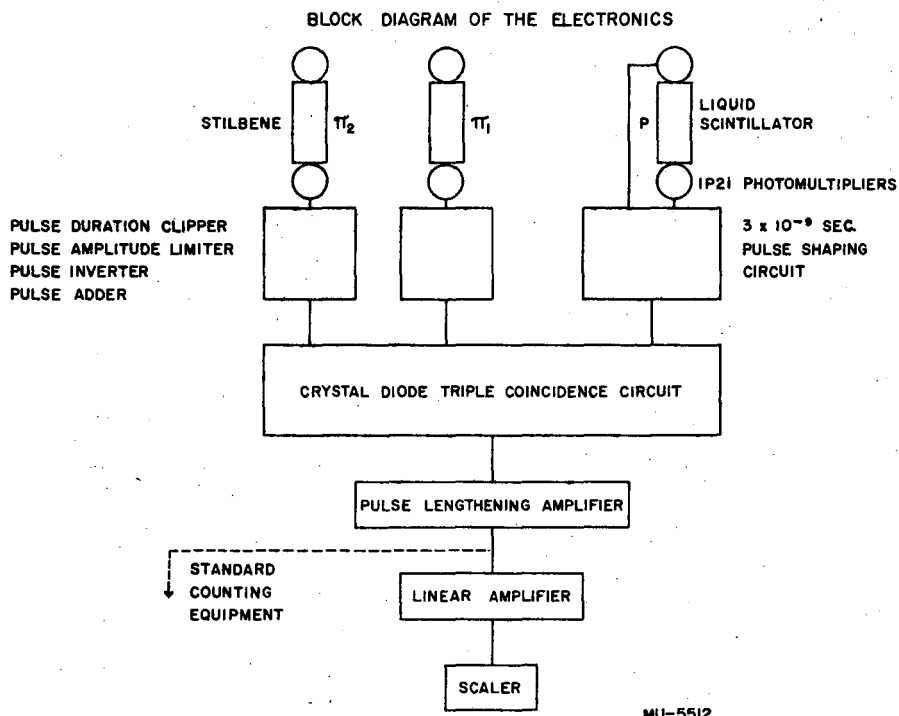 BLOCK DIAGRAM OF THE ELECTRONICS
STILBENE
π₂
π₁
P
LIQUID
SCINTILLATOR
1P21 PHOTOMULTIPLIERS
PULSE DURATION CLIPPER
PULSE AMPLITUDE LIMITER
PULSE INVERTER
PULSE ADDER
3 x 10⁻⁹ SEC.
PULSE SHAPING
CIRCUIT
CRYSTAL DIODE TRIPLE COINCIDENCE CIRCUIT
PULSE LENGTHENING AMPLIFIER
STANDARD
COUNTING
EQUIPMENT
LINEAR AMPLIFIER
SCALER
MU-5512